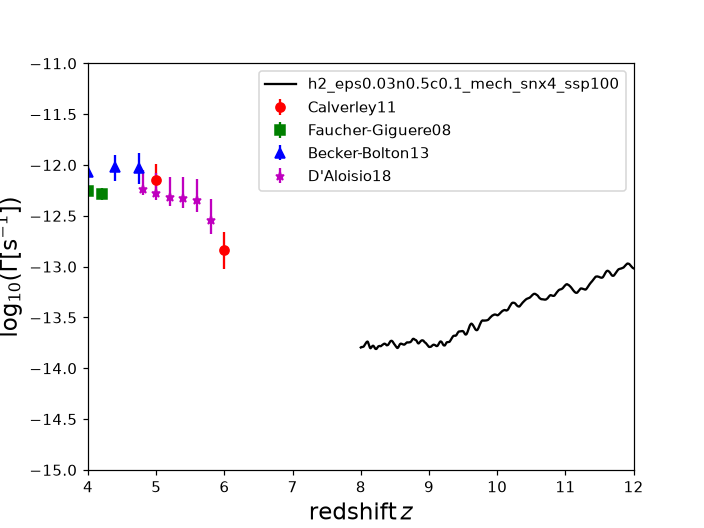 −11.0
−11.5
−12.0
−12.5
−13.0
−13.5
−14.0
−14.5
−15.0
log₁₀(Γ[s⁻¹])
h2_eps0.03n0.5c0.1_mech_snx4_ssp100
Calverley11
Faucher-Giguere08
Becker-Bolton13
D'Aloisio18
4 5 6 7 8 9 10 11 12
redshift z